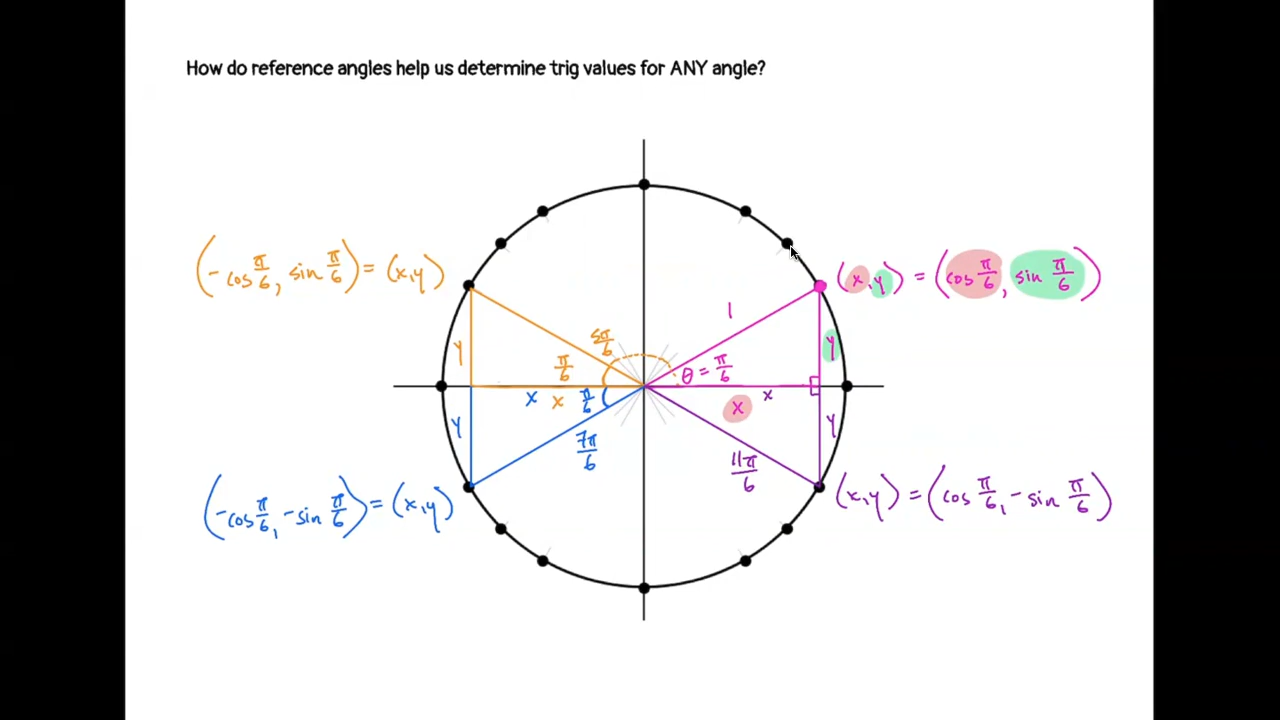 How do reference angles help us determine trig values for ANY angle?
(-cos π/6, sin π/6) = (x,y)
(x,y) = (cos π/6, sin π/6)
1
5π/6
y
y
π/6
θ = π/6
x
x
π/6
x
x
y
y
7π/6
11π/6
(-cos π/6, -sin π/6) = (x,y)
(x,y) = (cos π/6, -sin π/6)